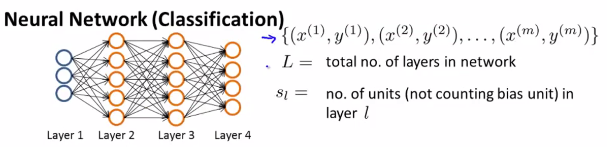 Neural Network (Classification)
{(x^{(1)}, y^{(1)}), (x^{(2)}, y^{(2)}), . . . , (x^{(m)}, y^{(m)})}
L = total no. of layers in network
s_l = no. of units (not counting bias unit) in
layer l
Layer 1 Layer 2 Layer 3 Layer 4